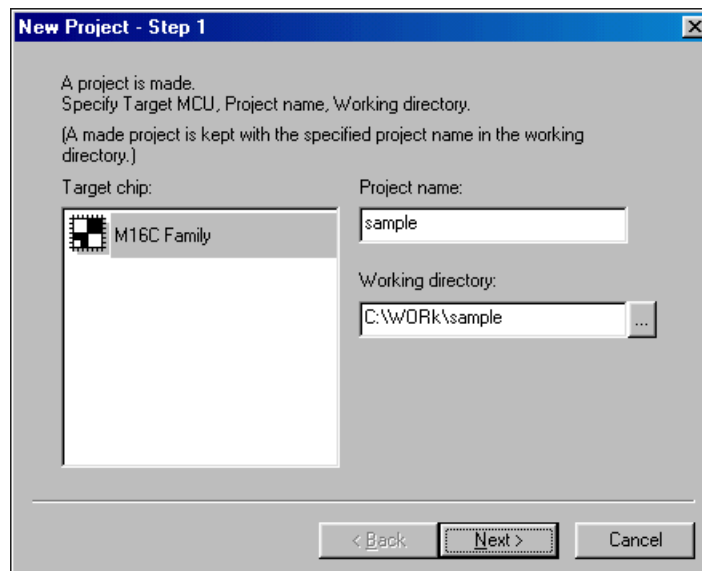 New Project - Step 1
A project is made.
Specify Target MCU, Project name, Working directory.
(A made project is kept with the specified project name in the working
directory.)
Target chip:
Project name:
M16C Family
sample
Working directory:
C:\WORk\sample
...
< Back
Next >
Cancel